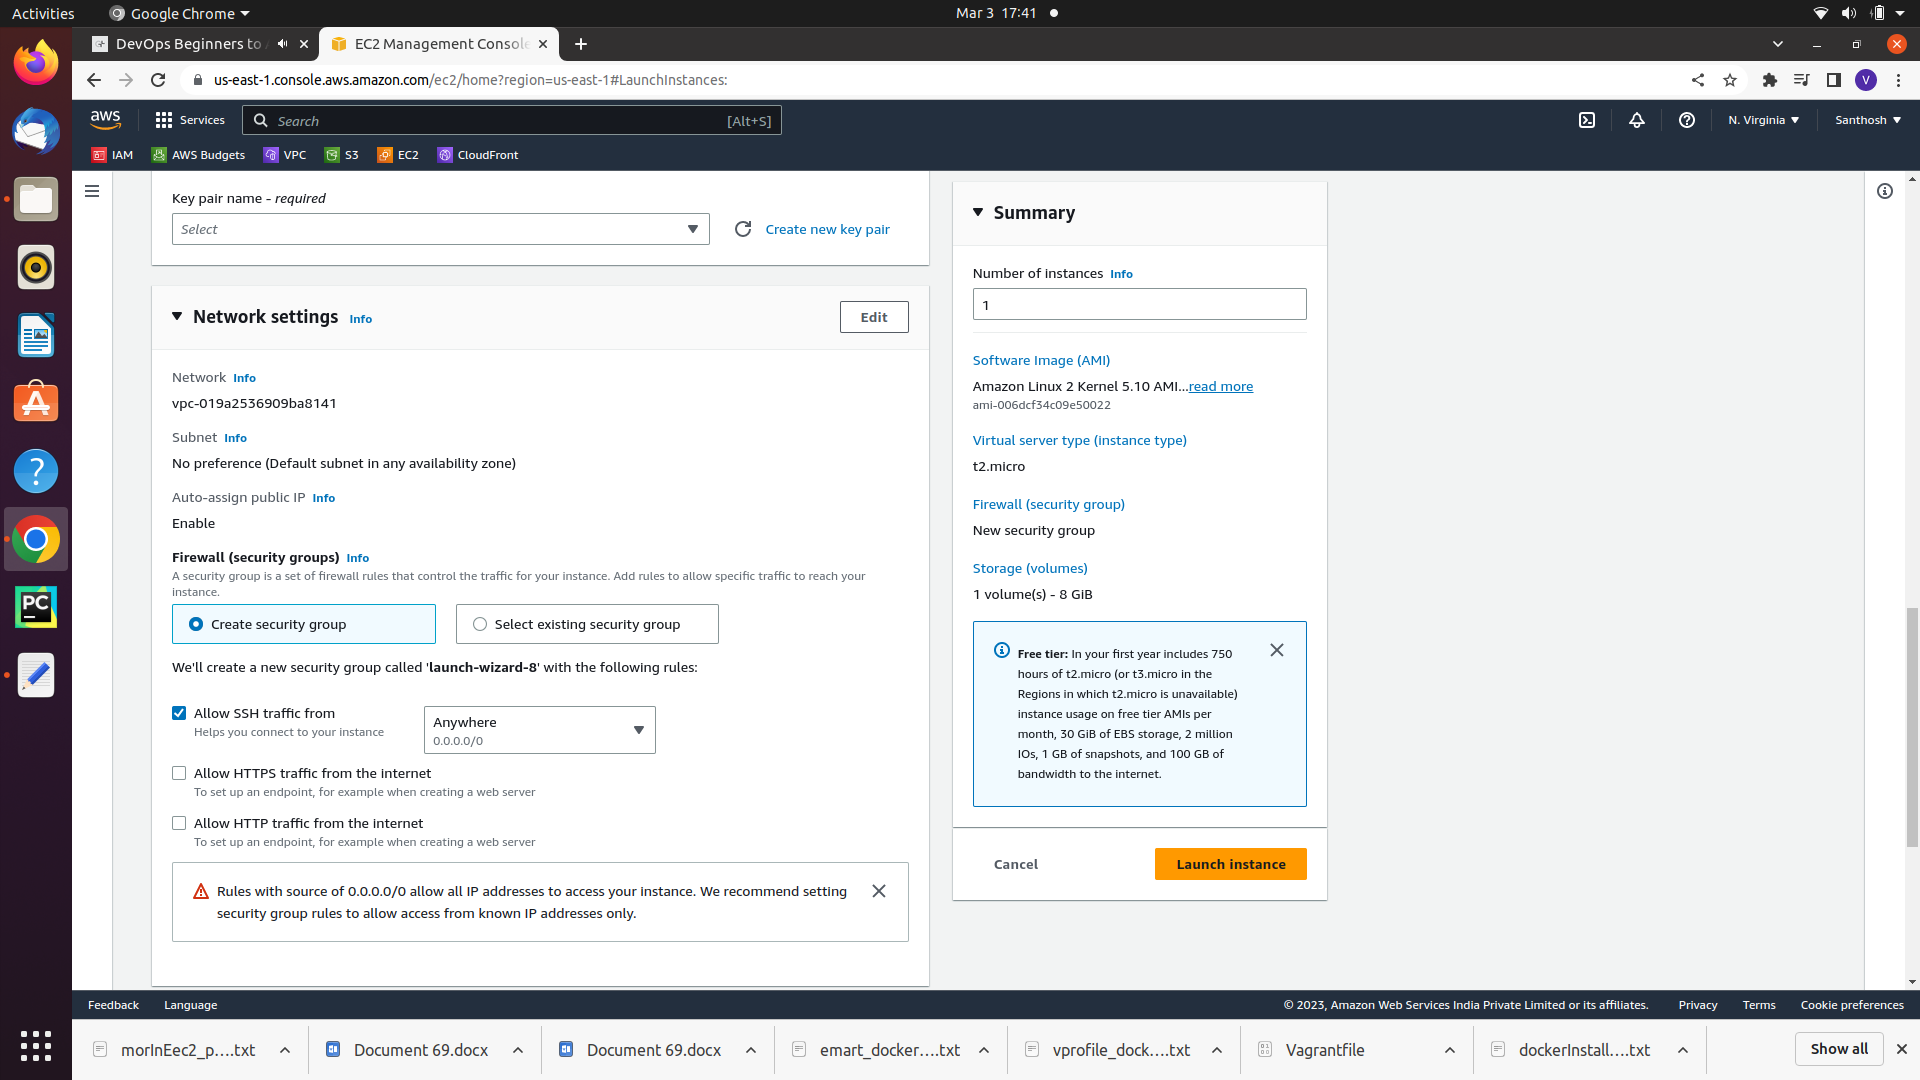 Activities
Google Chrome
Mar 3 17:41
DevOps Beginners to
EC2 Management Console
us-east-1.console.aws.amazon.com/ec2/home?region=us-east-1#LaunchInstances:
V
aws
Services
Search
[Alt+S]
N. Virginia
Santhosh
IAM
AWS Budgets
VPC
S3
EC2
CloudFront
Key pair name - required
Select
Create new key pair
Network settings Info
Edit
Network Info
vpc-019a2536909ba8141
Subnet Info
No preference (Default subnet in any availability zone)
Auto-assign public IP Info
Enable
Firewall (security groups) Info
A security group is a set of firewall rules that control the traffic for your instance. Add rules to allow specific traffic to reach your
instance.
Create security group
Select existing security group
We'll create a new security group called 'launch-wizard-8' with the following rules:
Allow SSH traffic from
Helps you connect to your instance
Anywhere
0.0.0.0/0
Allow HTTPS traffic from the internet
To set up an endpoint, for example when creating a web server
Allow HTTP traffic from the internet
To set up an endpoint, for example when creating a web server
Rules with source of 0.0.0.0/0 allow all IP addresses to access your instance. We recommend setting
security group rules to allow access from known IP addresses only.
Summary
Number of instances Info
1
Software Image (AMI)
Amazon Linux 2 Kernel 5.10 AMI...read more
ami-006dcf34c09e50022
Virtual server type (instance type)
t2.micro
Firewall (security group)
New security group
Storage (volumes)
1 volume(s) - 8 GiB
Free tier: In your first year includes 750
hours of t2.micro (or t3.micro in the
Regions in which t2.micro is unavailable)
instance usage on free tier AMIs per
month, 30 GiB of EBS storage, 2 million
IOs, 1 GB of snapshots, and 100 GB of
bandwidth to the internet.
Cancel
Launch instance
PC
Feedback
Language
© 2023, Amazon Web Services India Private Limited or its affiliates.
Privacy
Terms
Cookie preferences
morInEec2_p....txt
Document 69.docx
Document 69.docx
emart_docker....txt
vprofile_dock....txt
Vagrantfile
dockerInstall....txt
Show all